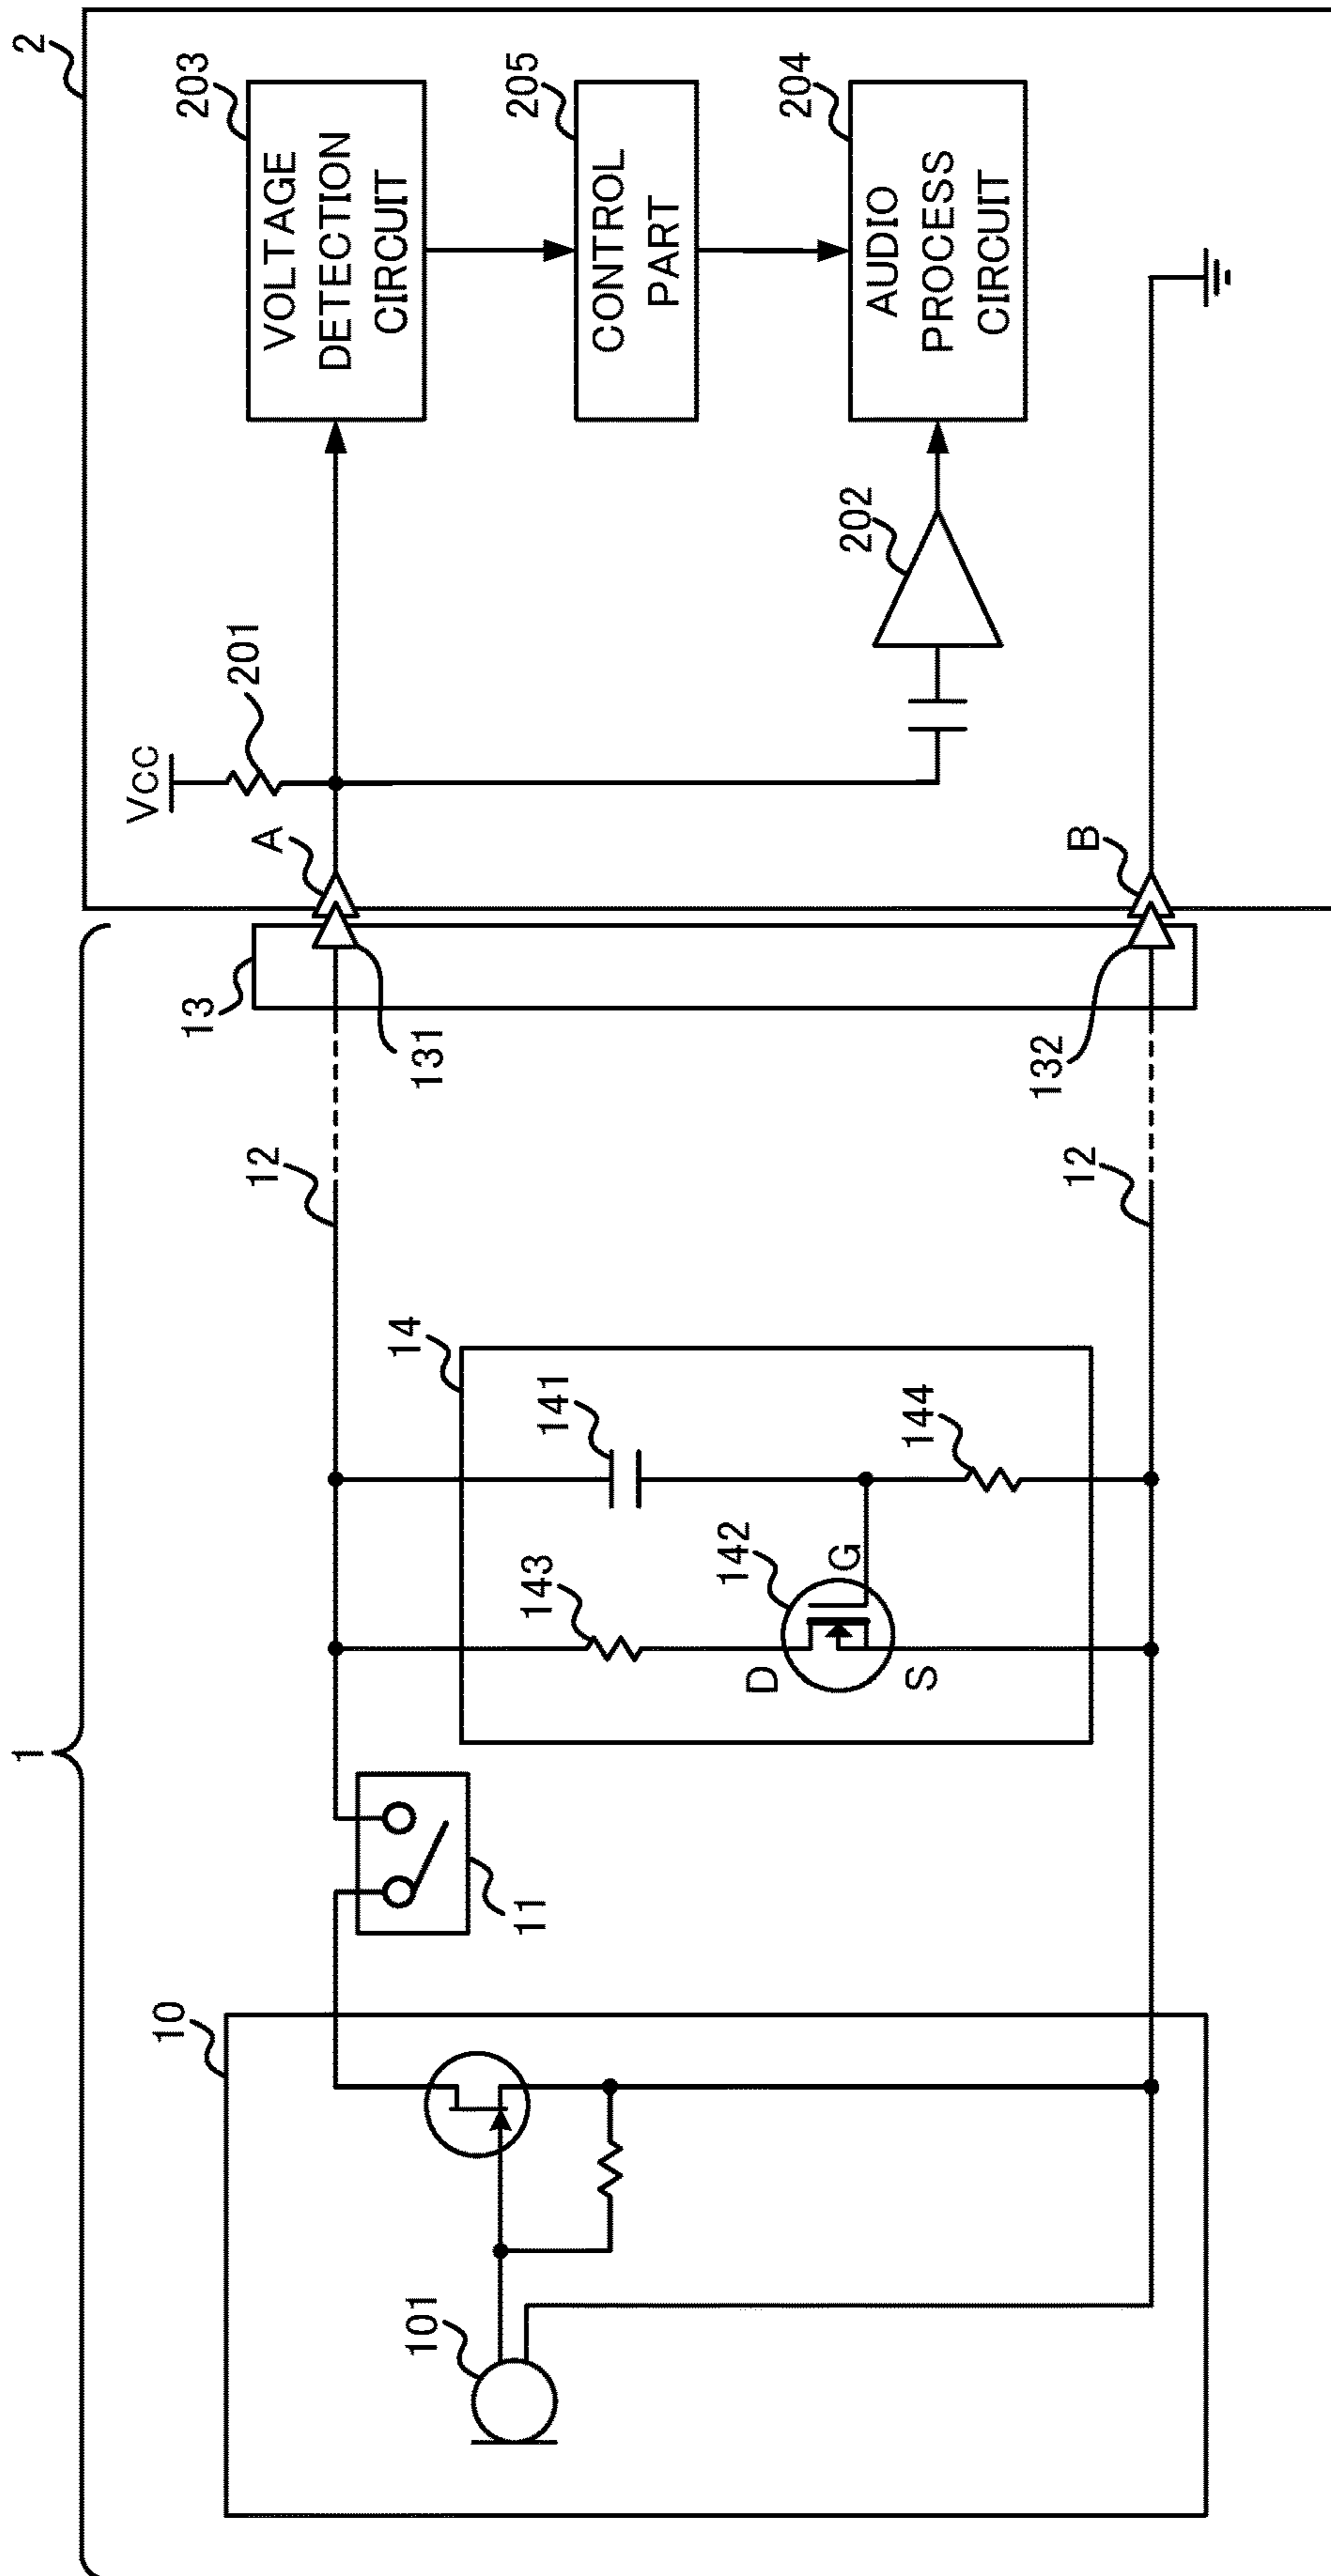 1
2
10
101
11
14
143
142
D
G
S
141
144
12
12
13
131
132
A
B
VCC
201
202
203
VOLTAGE
DETECTION
CIRCUIT
205
CONTROL
PART
204
AUDIO
PROCESS
CIRCUIT